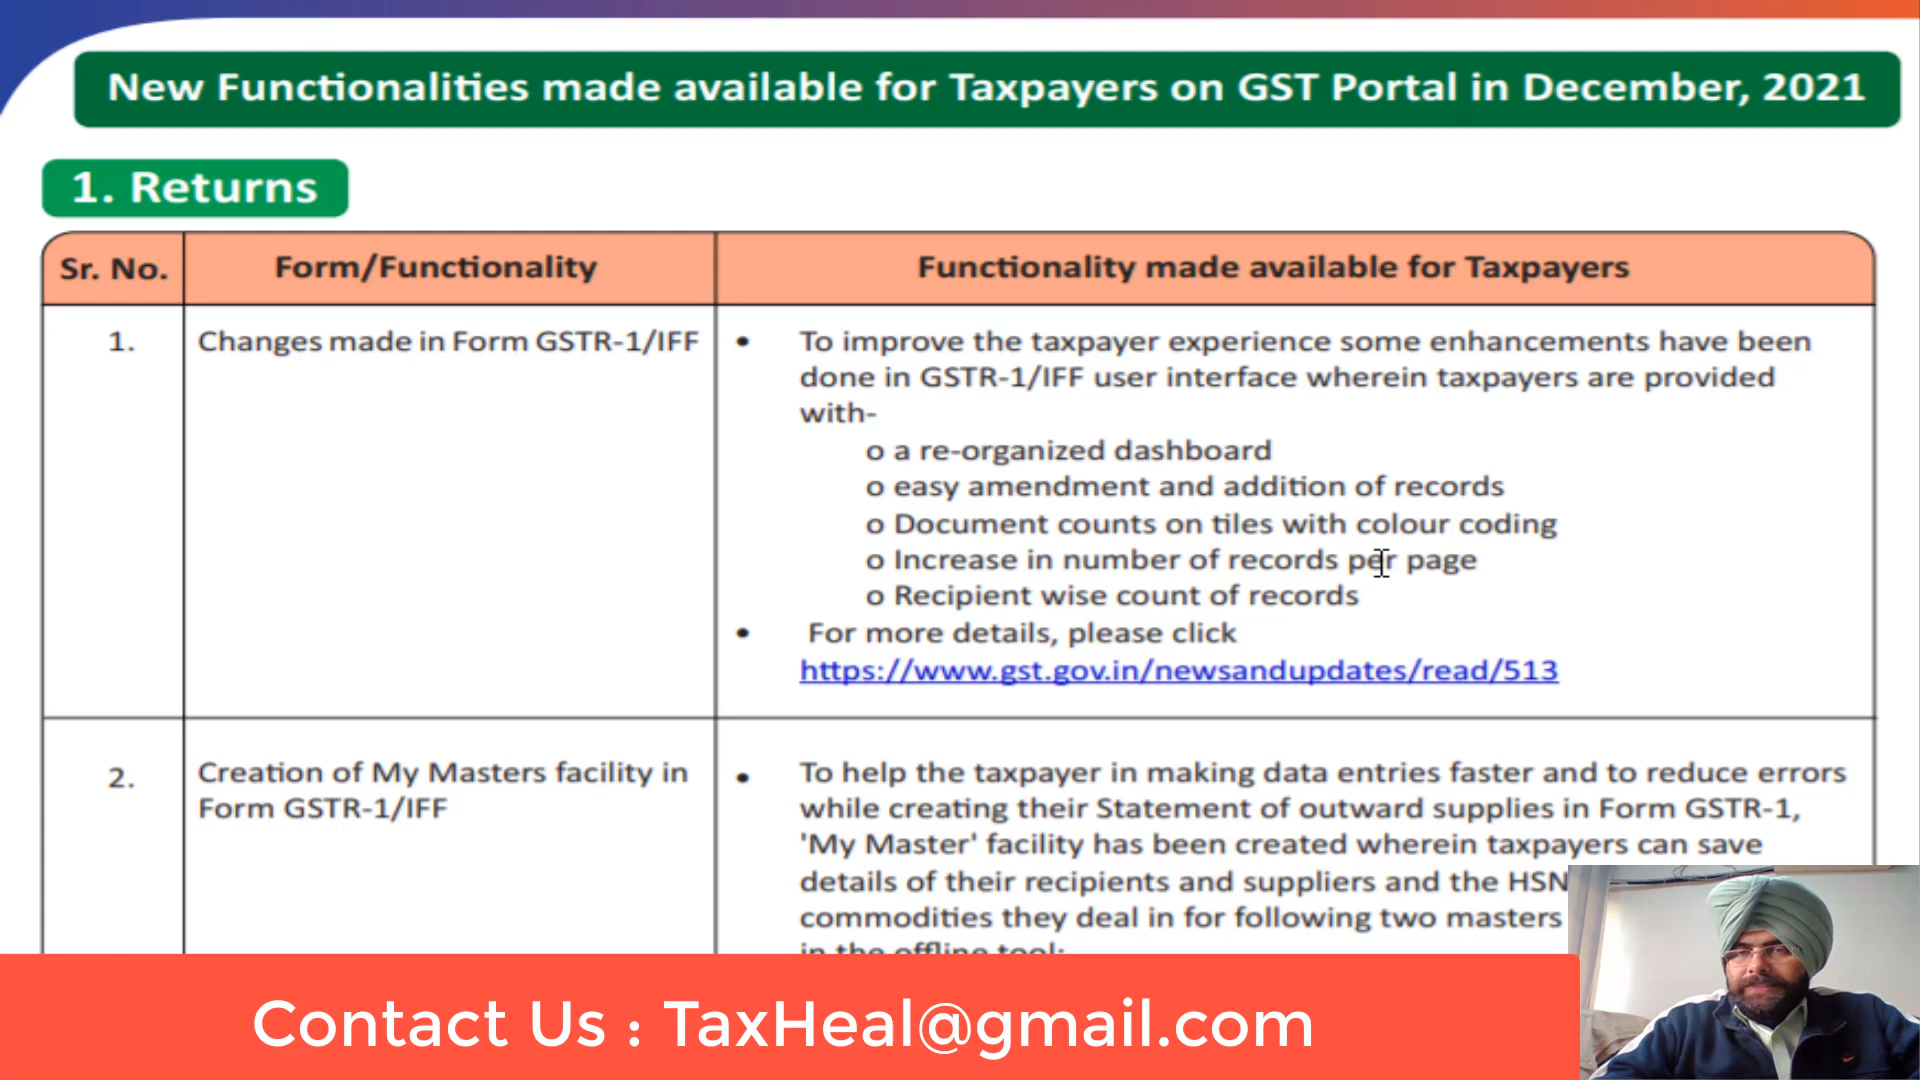 New Functionalities made available for Taxpayers on GST Portal in December, 2021
1. Returns
Sr. No.
Form/Functionality
Functionality made available for Taxpayers
1.
Changes made in Form GSTR-1/IFF
• To improve the taxpayer experience some enhancements have been
done in GSTR-1/IFF user interface wherein taxpayers are provided
with-
o a re-organized dashboard
o easy amendment and addition of records
o Document counts on tiles with colour coding
o Increase in number of records per page
o Recipient wise count of records
• For more details, please click
https://www.gst.gov.in/newsandupdates/read/513
2.
Creation of My Masters facility in
Form GSTR-1/IFF
• To help the taxpayer in making data entries faster and to reduce errors
while creating their Statement of outward supplies in Form GSTR-1,
'My Master' facility has been created wherein taxpayers can save
details of their recipients and suppliers and the HSN
commodities they deal in for following two masters
in the offline tool:
Contact Us : TaxHeal@gmail.com